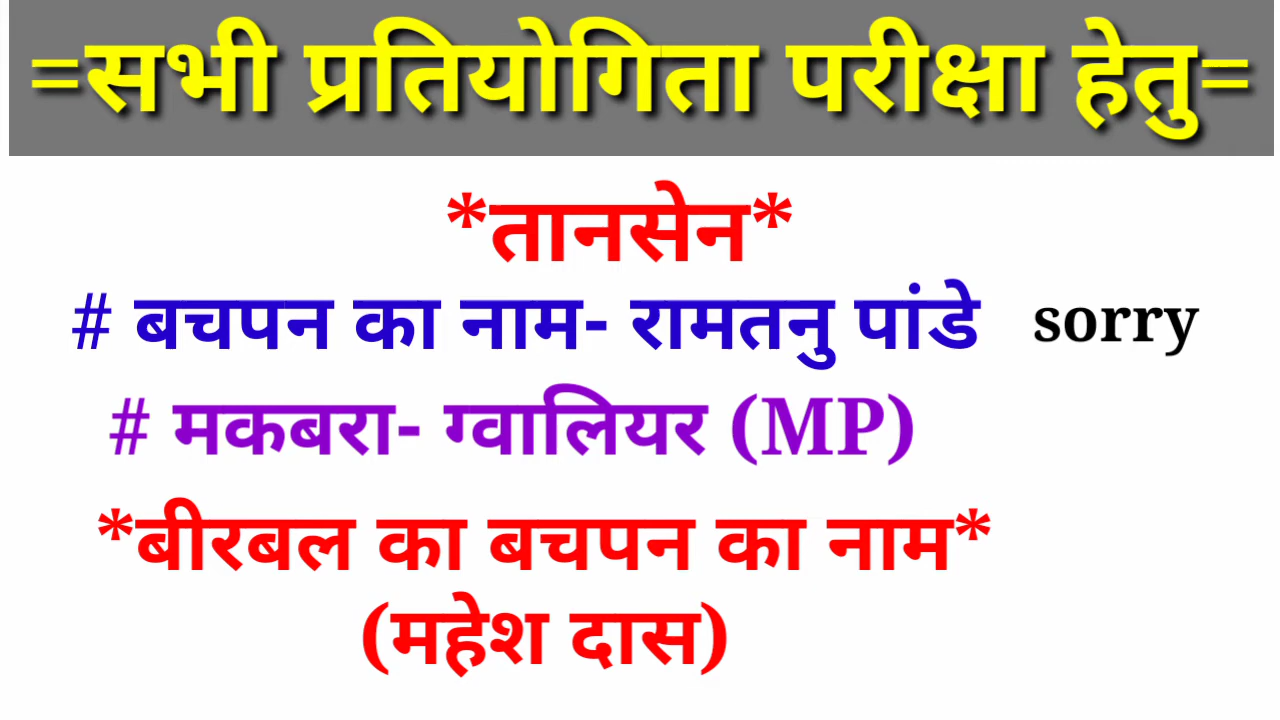 =सभी प्रतियोगिता परीक्षा हेतु=
*तानसेन*
# बचपन का नाम- रामतनु पांडे sorry
# मकबरा- ग्वालियर (MP)
*बीरबल का बचपन का नाम*
(महेश दास)